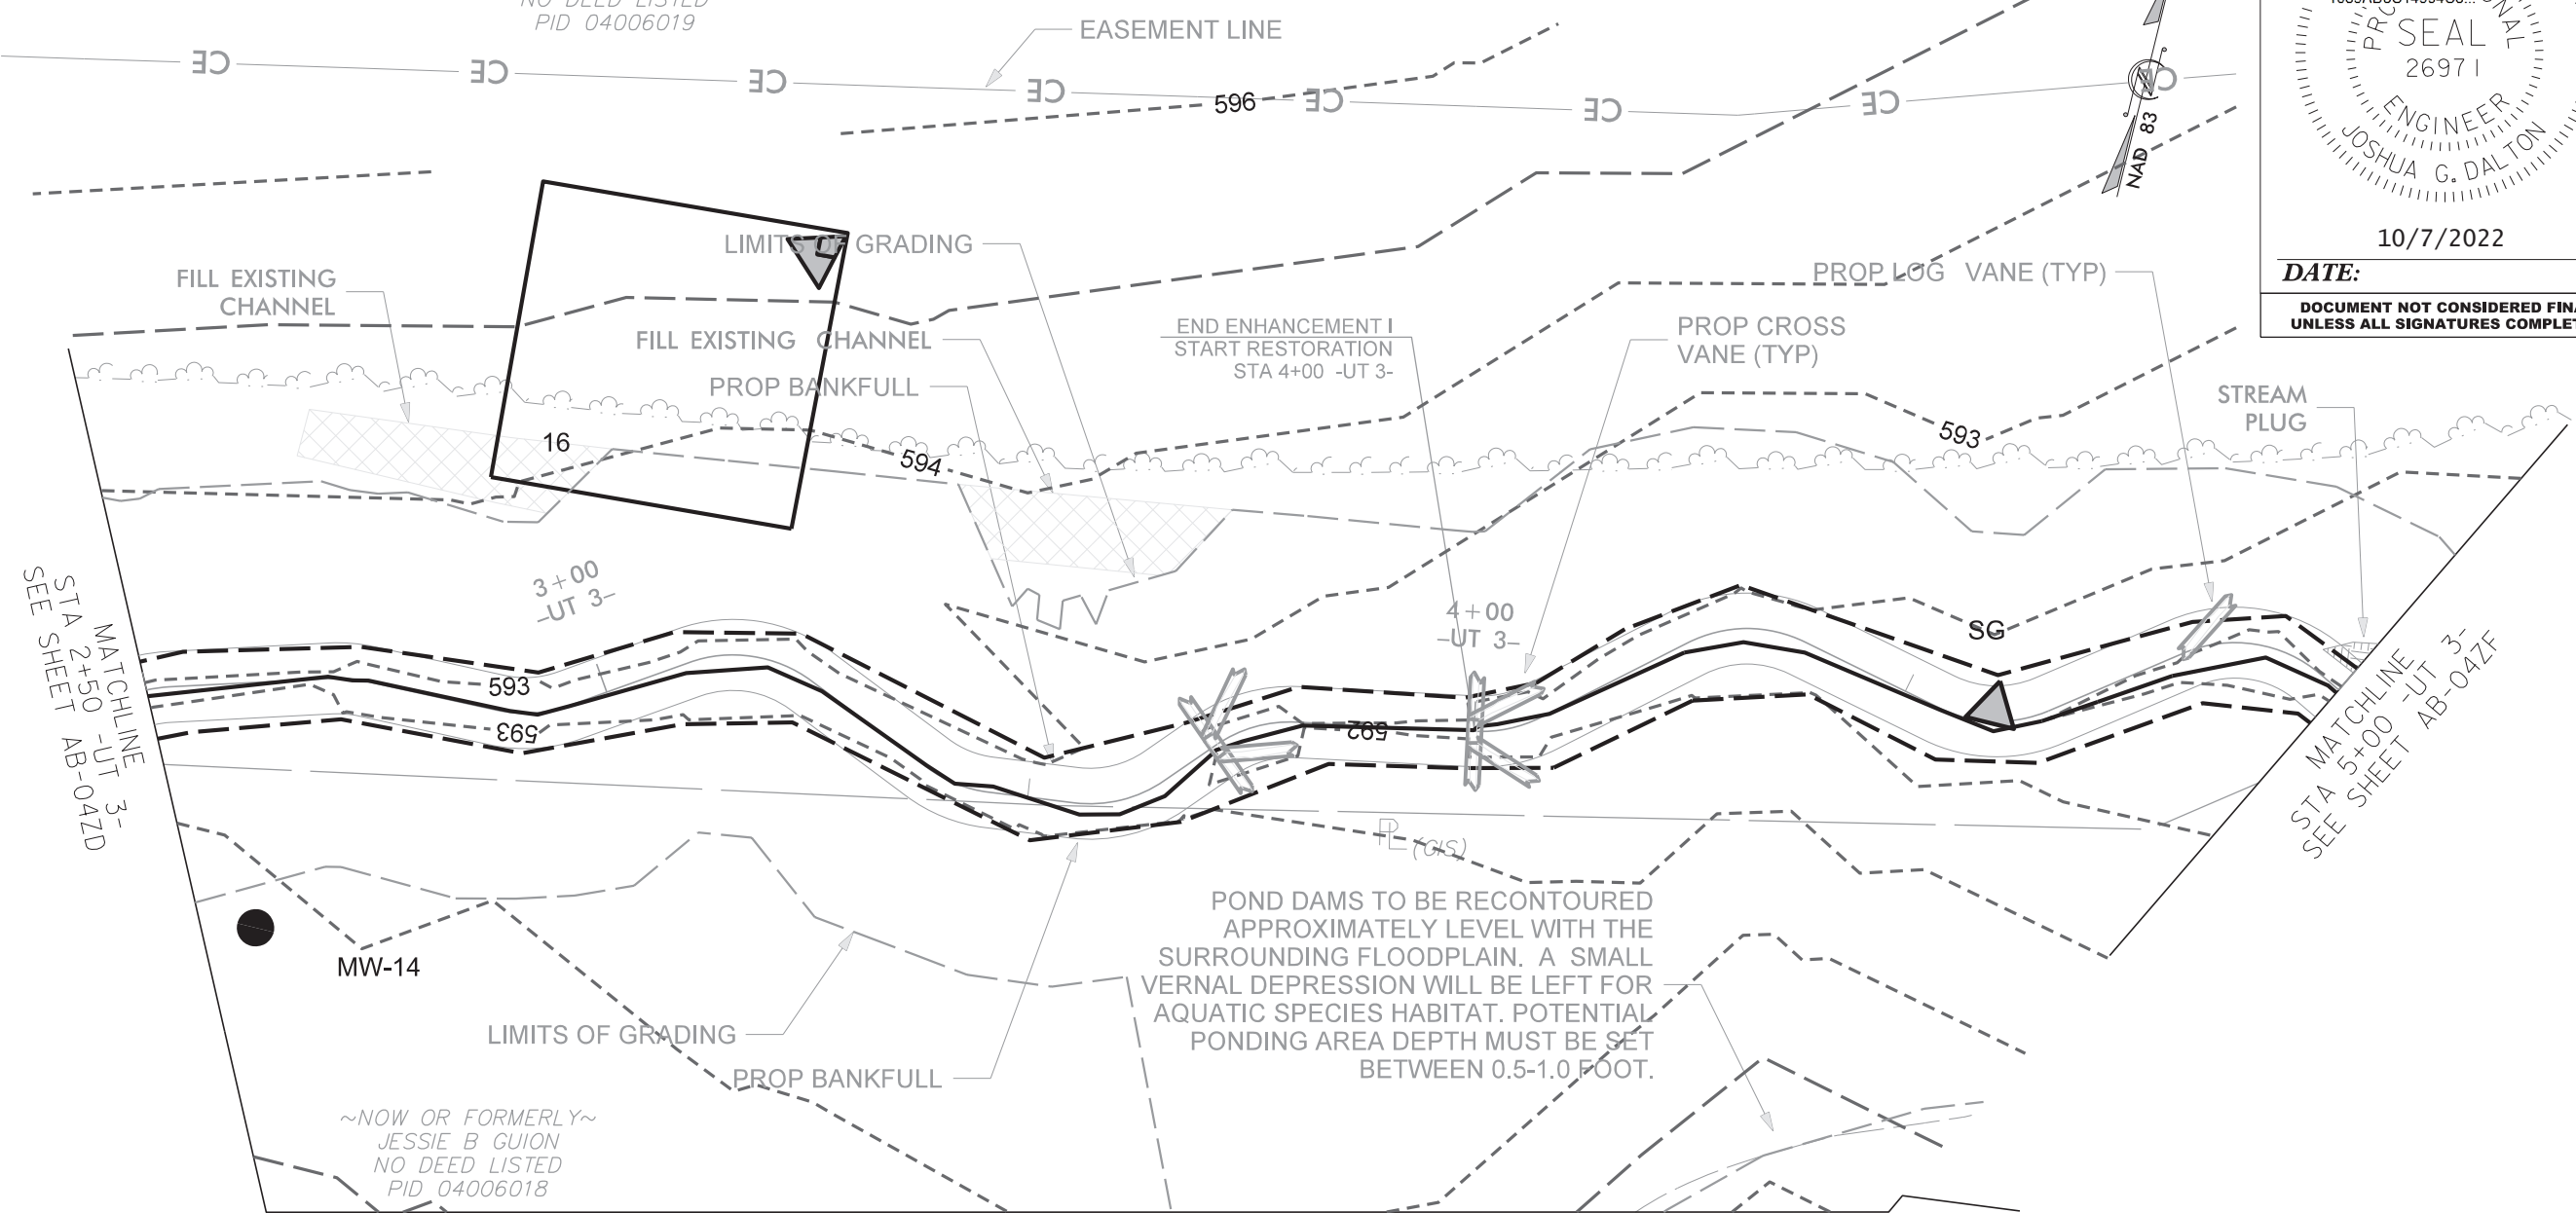 NO DEED LISTED
PID 04006019
EASEMENT LINE
CE
CE
CE
CE
CE
CE
CE
CE
596
NAD 83
SEAL
26971
ENGINEER
JOSHUA G. DALTON
10/7/2022
DATE:
DOCUMENT NOT CONSIDERED
UNLESS ALL SIGNATURES
LIMITS OF GRADING
FILL EXISTING
CHANNEL
PROP LOG VANE (TYP)
END ENHANCEMENT I
START RESTORATION
STA 4+00 -UT 3-
PROP CROSS
VANE (TYP)
FILL EXISTING CHANNEL
PROP BANKFULL
STREAM
PLUG
16
594
593
3+00
-UT 3-
4+00
-UT 3-
SG
593
593
592
MATCHLINE
STA 2+50 -UT 3-
SEE SHEET AB-04ZD
MATCHLINE
STA 5+00 -UT 3-
SEE SHEET AB-04ZF
PL (GIS)
MW-14
POND DAMS TO BE RECONTOURED
APPROXIMATELY LEVEL WITH THE
SURROUNDING FLOODPLAIN. A SMALL
VERNAL DEPRESSION WILL BE LEFT FOR
AQUATIC SPECIES HABITAT. POTENTIAL
PONDING AREA DEPTH MUST BE SET
BETWEEN 0.5-1.0 FOOT.
LIMITS OF GRADING
PROP BANKFULL
~NOW OR FORMERLY~
JESSIE B GUION
NO DEED LISTED
PID 04006018